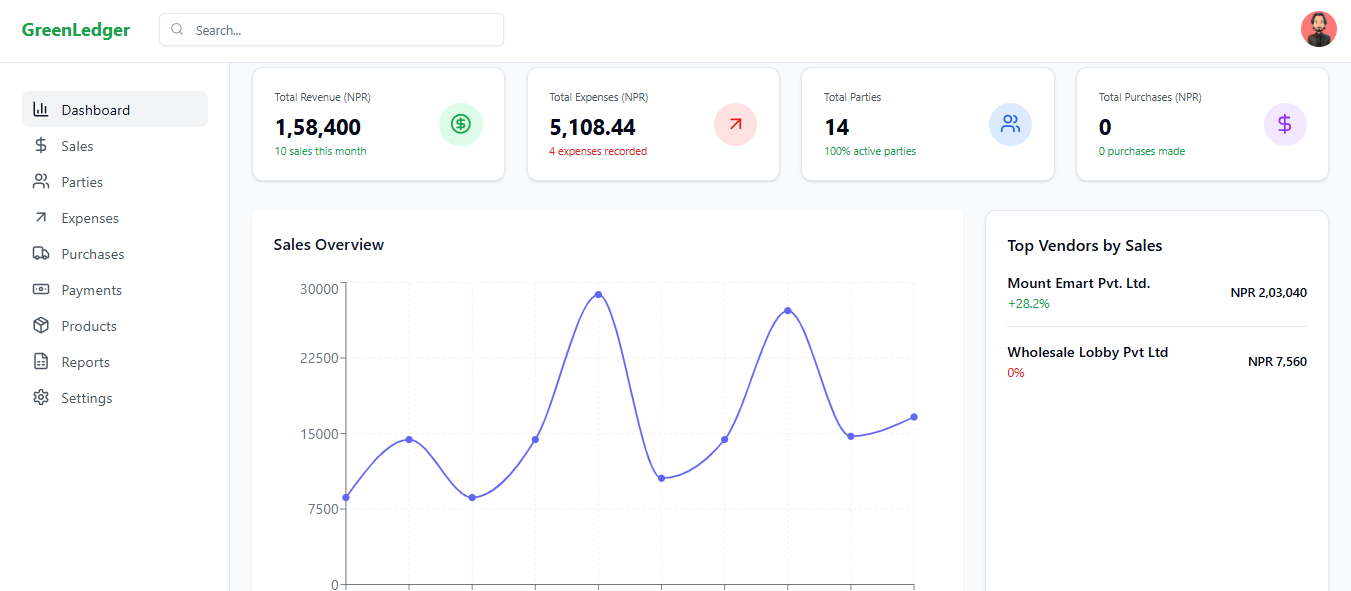 GreenLedger
Search...
Dashboard
Sales
Parties
Expenses
Purchases
Payments
Products
Reports
Settings
Total Revenue (NPR)
1,58,400
10 sales this month
Total Expenses (NPR)
5,108.44
4 expenses recorded
Total Parties
14
100% active parties
Total Purchases (NPR)
0
0 purchases made
Sales Overview
30000
22500
15000
7500
0
Top Vendors by Sales
Mount Emart Pvt. Ltd.
NPR 2,03,040
+28.2%
Wholesale Lobby Pvt Ltd
NPR 7,560
0%